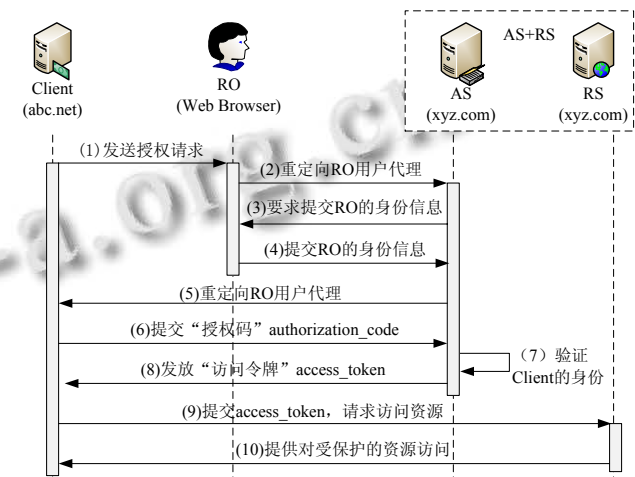 AS+RS
Client
(abc.net)
RO
(Web Browser)
AS
(xyz.com)
RS
(xyz.com)
(1)发送授权请求
(2)重定向RO用户代理
(3)要求提交RO的身份信息
(4)提交RO的身份信息
(5)重定向RO用户代理
(6)提交“授权码”authorization_code
(7)验证
Client的身份
(8)发放“访问令牌”access_token
(9)提交access_token，请求访问资源
(10)提供对受保护的资源访问